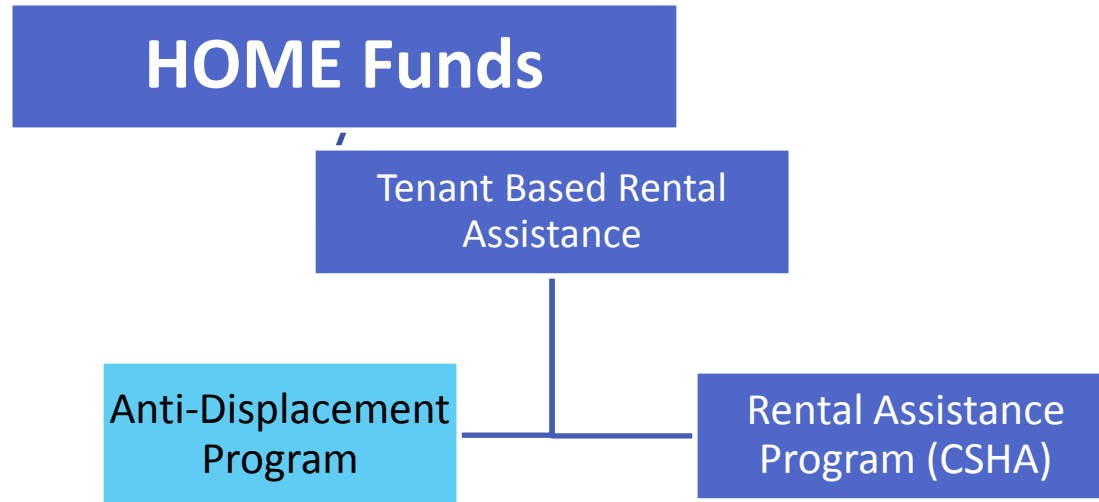 HOME Funds
Tenant Based Rental
Assistance
Anti-Displacement
Program
Rental Assistance
Program (CSHA)